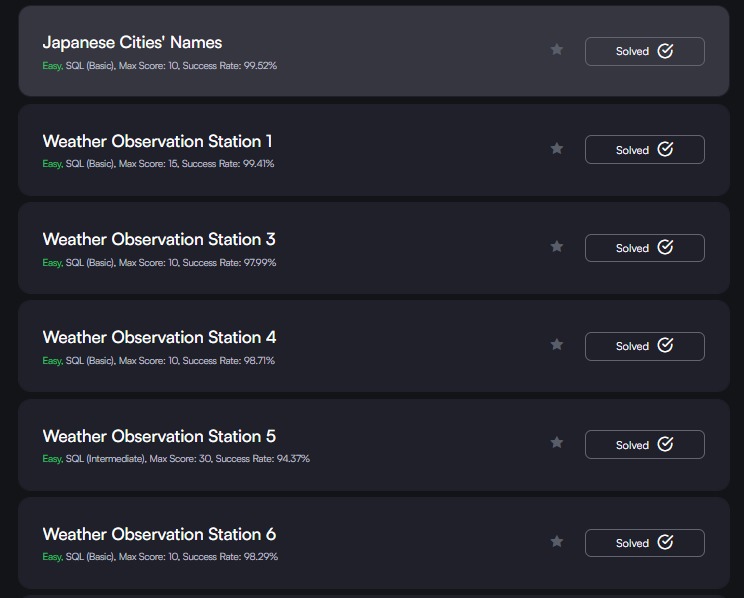 Japanese Cities' Names
Solved
Easy, SQL (Basic), Max Score: 10, Success Rate: 99.52%
Weather Observation Station 1
Solved
Easy, SQL (Basic), Max Score: 15, Success Rate: 99.41%
Weather Observation Station 3
Solved
Easy, SQL (Basic), Max Score: 10, Success Rate: 97.99%
Weather Observation Station 4
Solved
Easy, SQL (Basic), Max Score: 10, Success Rate: 98.71%
Weather Observation Station 5
Solved
Easy, SQL (Intermediate), Max Score: 30, Success Rate: 94.37%
Weather Observation Station 6
Solved
Easy, SQL (Basic), Max Score: 10, Success Rate: 98.29%